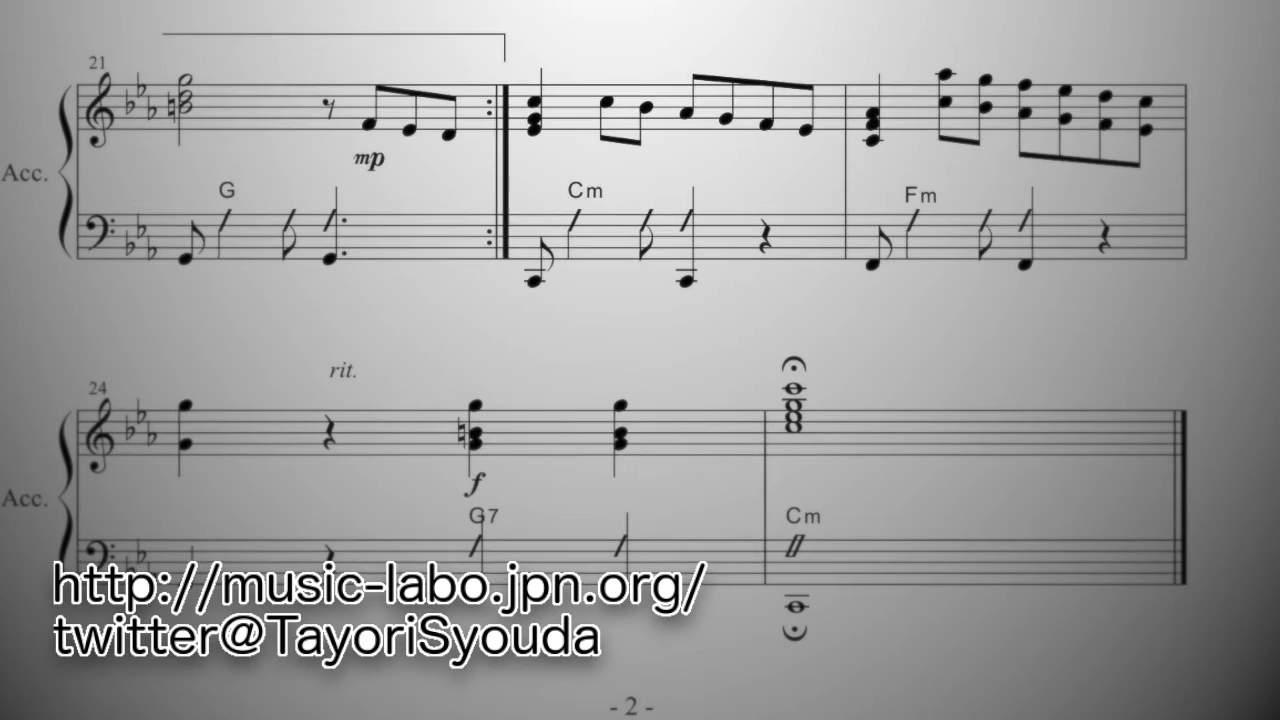 21
mp
Acc.
G
Cm
Fm
rit.
24
f
Acc.
G7
Cm
http://music-labo.jpn.org/
twitter@TayoriSyouda
- 2 -